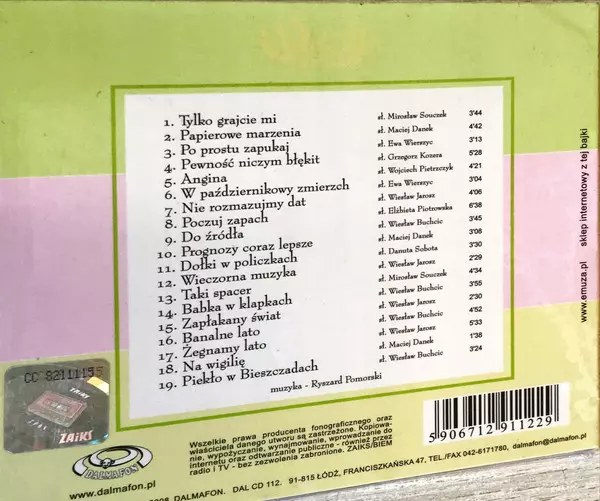 1. Tylko grajcie mi sł. Mirosław Souczek 3'44
2. Papierowe marzenia sł. Maciej Danek 4'42
3. Po prostu zapukaj sł. Ewa Wierszyc 3'13
4. Pewność niczym błękit sł. Grzegorz Kozera 5'28
5. Angina sł. Wojciech Pietrzczyk 4'21
6. W październikowy zmierzch sł. Ewa Wierszyc 3'04
7. Nie rozmazujmy dat sł. Wiesław Jarosz 4'06
8. Poczuj zapach sł. Elżbieta Piotrowska 6'38
9. Do źródła sł. Wiesław Buchcic 3'45
10. Prognozy coraz lepsze sł. Maciej Danek 3'08
11. Dołki w policzkach sł. Danuta Sobota 3'30
12. Wieczorna muzyka sł. Wiesław Jarosz 2'29
13. Taki spacer sł. Mirosław Souczek 4'34
14. Babka w klapkach sł. Wiesław Buchcic 3'55
15. Zapłakany świat sł. Wiesław Jarosz 2'30
16. Banalne lato sł. Wiesław Buchcic 4'52
17. Żegnamy lato sł. Wiesław Jarosz 5'33
18. Na wigilię sł. Maciej Danek 1'38
19. Piekło w Bieszczadach sł. Wiesław Buchcic 3'24
muzyka - Ryszard Pomorski
www.emuza.pl sklep internetowy z tej bajki
CC 82111155
ZAiKS
DALMAFON
www.dalmafon.pl
Wszelkie prawa producenta fonograficznego oraz
właściciela danego utworu są zastrzeżone. Kopiowa-
nie, wypożyczanie, wynajmowanie, wprowadzenie do
internetu oraz odtwarzanie publiczne - również przez
radio i TV - bez zezwolenia zabronione. ZAIKS/BIEM
5 906712 911229
2008 DALMAFON. DAL CD 112. 91-815 ŁÓDŹ, FRANCISZKAŃSKA 47, TEL./FAX 042-6171780, dalmafon@dalmafon.pl